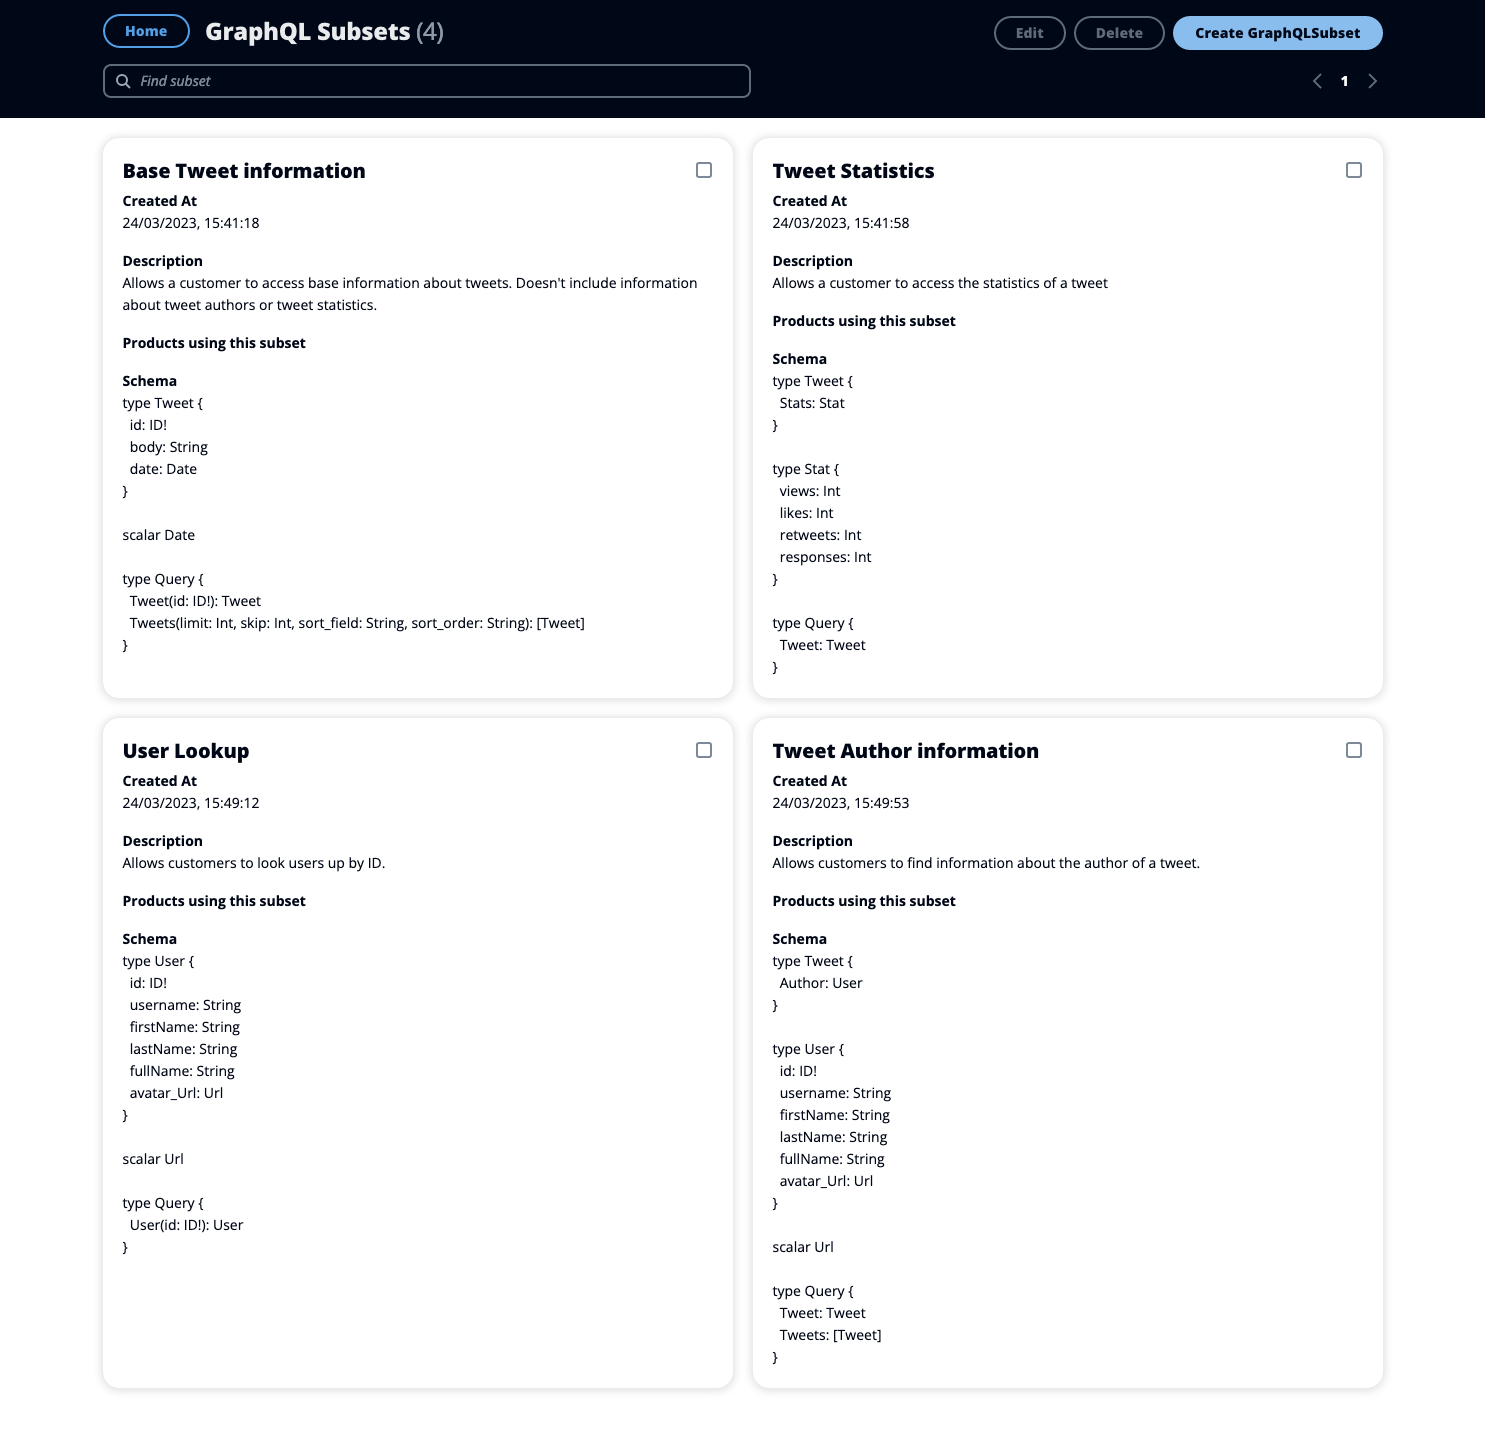 Home
GraphQL Subsets (4)
Edit
Delete
Create GraphQLSubset
Find subset
1
Base Tweet information
Created At
24/03/2023, 15:41:18
Description
Allows a customer to access base information about tweets. Doesn't include information
about tweet authors or tweet statistics.
Products using this subset
Schema
type Tweet {
  id: ID!
  body: String
  date: Date
}
scalar Date
type Query {
  Tweet(id: ID!): Tweet
  Tweets(limit: Int, skip: Int, sort_field: String, sort_order: String): [Tweet]
}
Tweet Statistics
Created At
24/03/2023, 15:41:58
Description
Allows a customer to access the statistics of a tweet
Products using this subset
Schema
type Tweet {
  Stats: Stat
}
type Stat {
  views: Int
  likes: Int
  retweets: Int
  responses: Int
}
type Query {
  Tweet: Tweet
}
User Lookup
Created At
24/03/2023, 15:49:12
Description
Allows customers to look users up by ID.
Products using this subset
Schema
type User {
  id: ID!
  username: String
  firstName: String
  lastName: String
  fullName: String
  avatar_Url: Url
}
scalar Url
type Query {
  User(id: ID!): User
}
Tweet Author information
Created At
24/03/2023, 15:49:53
Description
Allows customers to find information about the author of a tweet.
Products using this subset
Schema
type Tweet {
  Author: User
}
type User {
  id: ID!
  username: String
  firstName: String
  lastName: String
  fullName: String
  avatar_Url: Url
}
scalar Url
type Query {
  Tweet: Tweet
  Tweets: [Tweet]
}